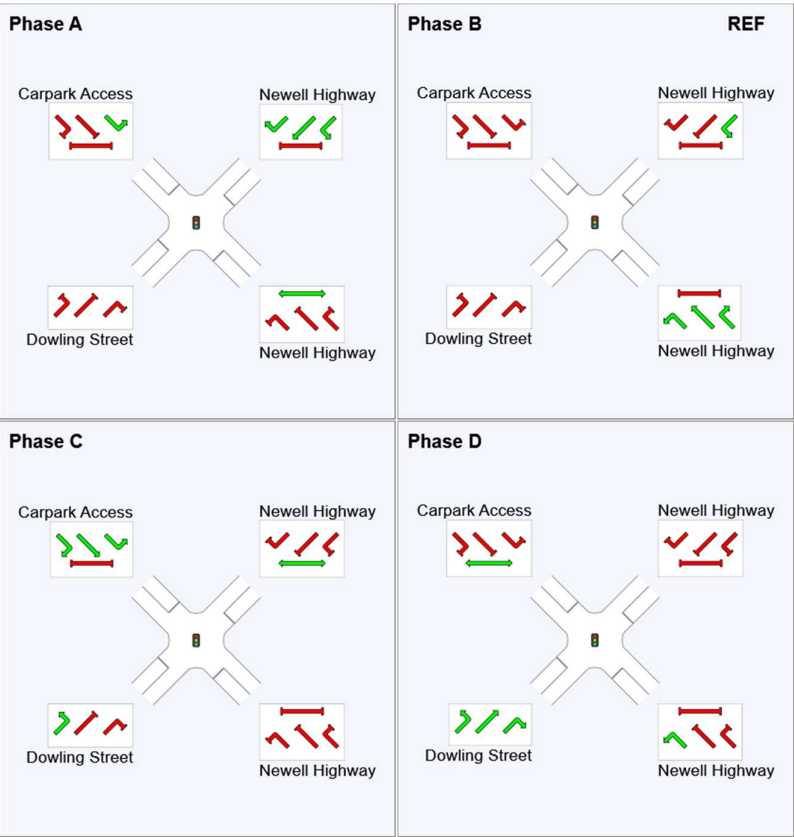 Phase A
Carpark Access
Newell Highway
Dowling Street
Newell Highway
Phase B
REF
Carpark Access
Newell Highway
Dowling Street
Newell Highway
Phase C
Carpark Access
Newell Highway
Dowling Street
Newell Highway
Phase D
Carpark Access
Newell Highway
Dowling Street
Newell Highway